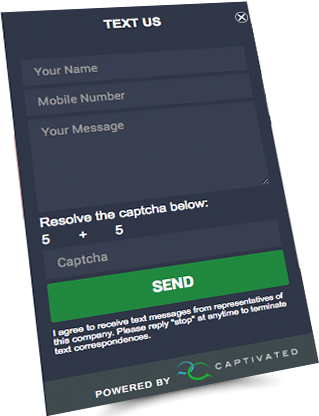 TEXT US
Your Name
Mobile Number
Your Message
Resolve the captcha below:
5 + 5
Captcha
SEND
I agree to receive text messages from representatives of
this company. Please reply "stop" at anytime to terminate
text correspondences.
POWERED BY CAPTIVATED